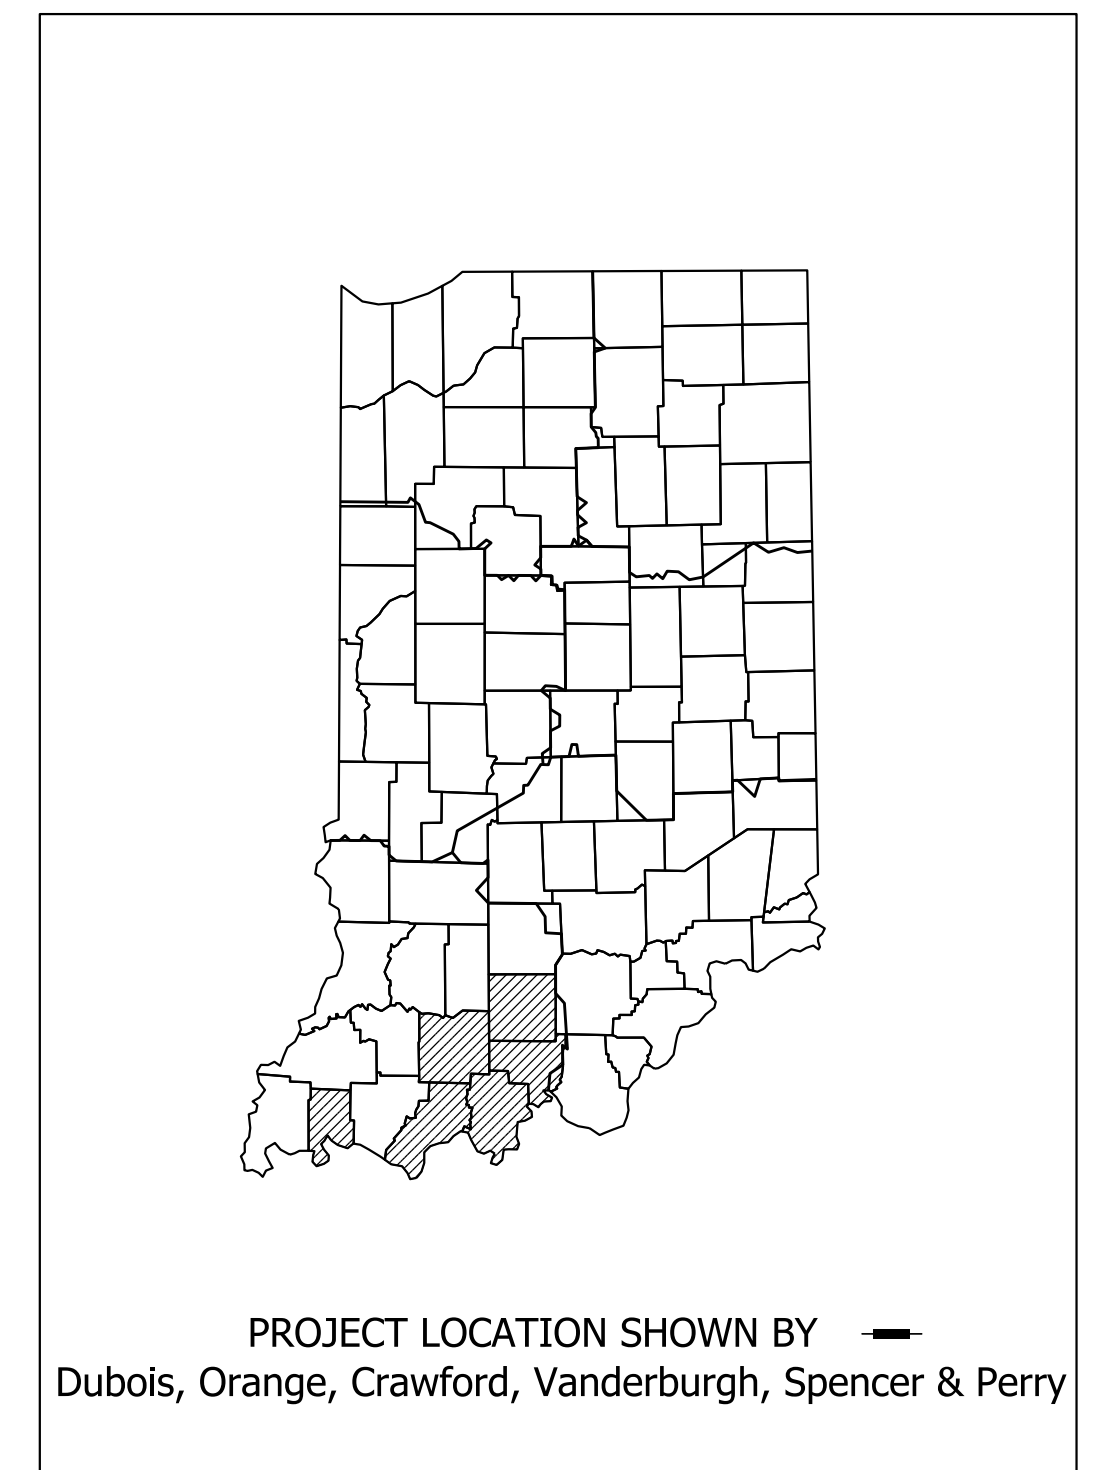 PROJECT LOCATION SHOWN BY
Dubois, Orange, Crawford, Vanderburgh, Spencer & Perry